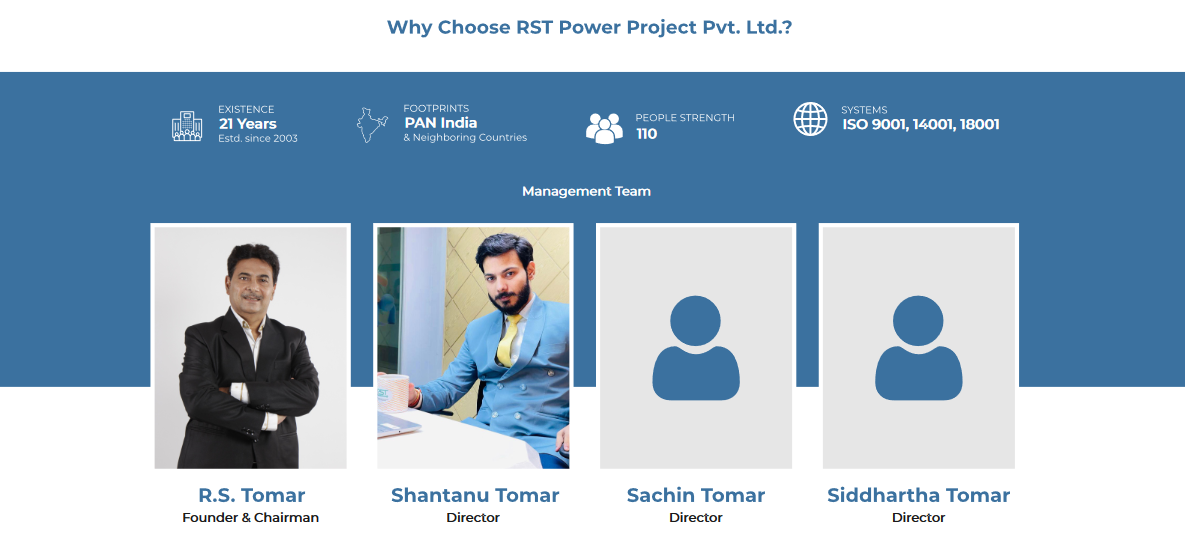 Why Choose RST Power Project Pvt. Ltd.?
EXISTENCE
21 Years
Estd. since 2003
FOOTPRINTS
PAN India
& Neighboring Countries
PEOPLE STRENGTH
110
SYSTEMS
ISO 9001, 14001, 18001
Management Team
R.S. Tomar
Founder & Chairman
Shantanu Tomar
Director
Sachin Tomar
Director
Siddhartha Tomar
Director